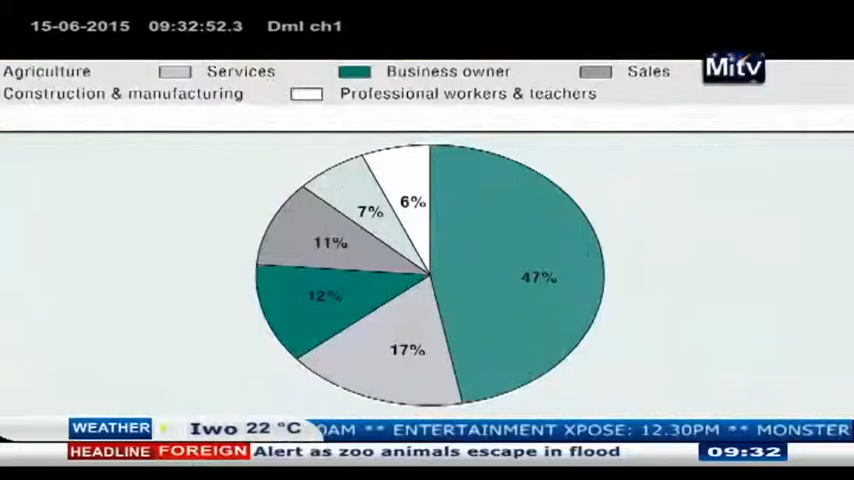 15-06-2015 09:32:52.3 Dml ch1
Agriculture Services Business owner Sales
Mitv
Construction & manufacturing Professional workers & teachers
6%
7%
11%
47%
12%
17%
WEATHER Iwo 22 °C 0AM ** ENTERTAINMENT XPOSE: 12.30PM ** MONSTER
HEADLINE FOREIGN Alert as zoo animals escape in flood 09:32